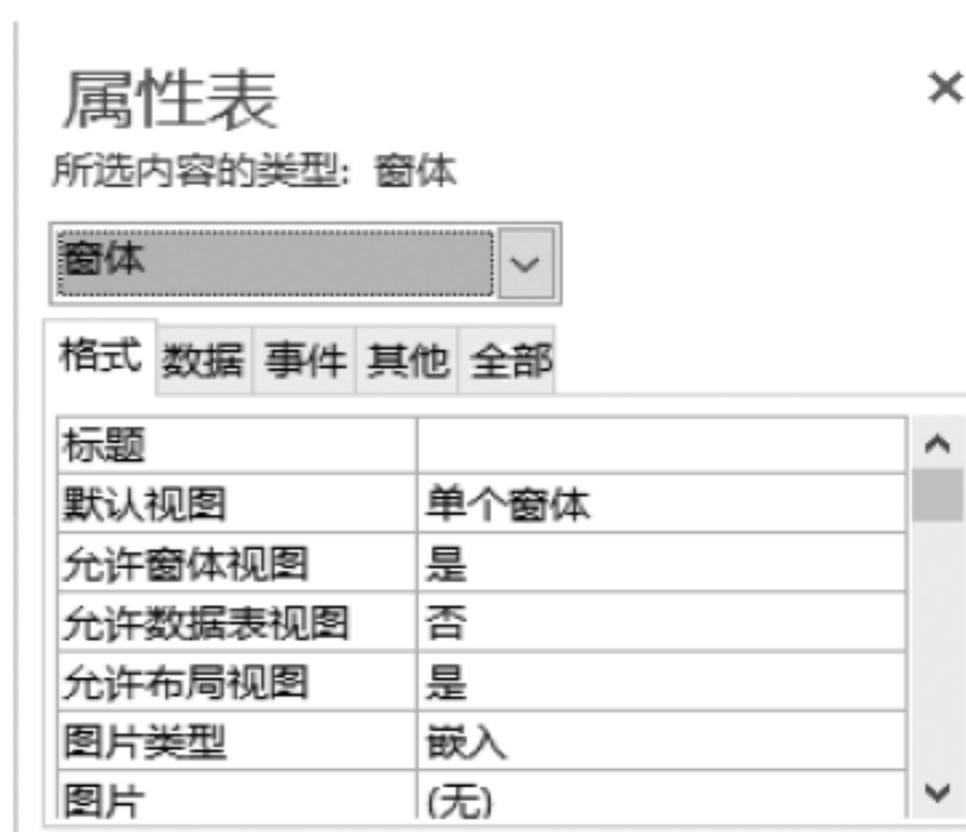 属性表
所选内容的类型: 窗体
窗体
格式 数据 事件 其他 全部
标题
默认视图 单个窗体
允许窗体视图 是
允许数据表视图 否
允许布局视图 是
图片类型 嵌入
图片 (无)